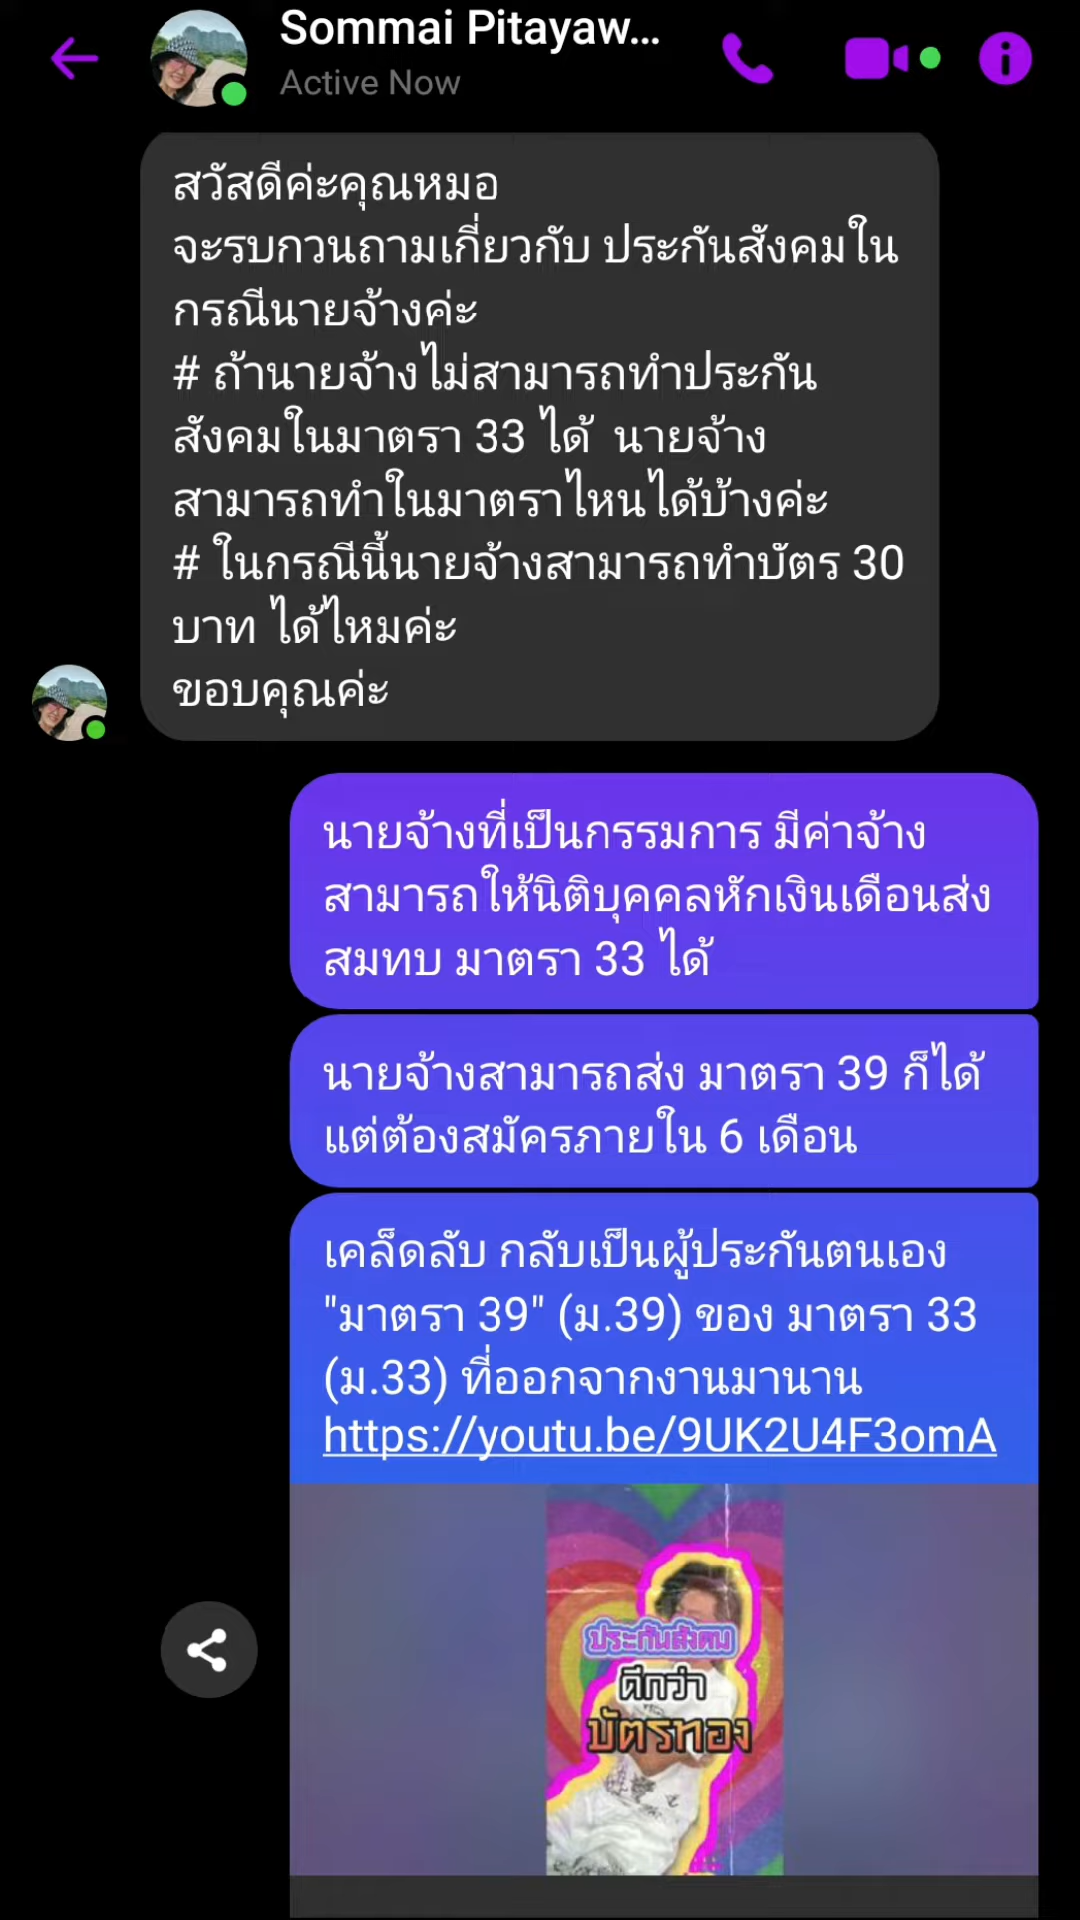 Sommai Pitayaw...
Active Now
สวัสดีค่ะคุณหมอ
จะรบกวนถามเกี่ยวกับ ประกันสังคมใน
กรณีนายจ้างค่ะ
# ถ้านายจ้างไม่สามารถทำประกัน
สังคมในมาตรา 33 ได้ นายจ้าง
สามารถทำในมาตราไหนได้บ้างค่ะ
# ในกรณีนี้นายจ้างสามารถทำบัตร 30
บาท ได้ไหมค่ะ
ขอบคุณค่ะ
นายจ้างที่เป็นกรรมการ มีค่าจ้าง
สามารถให้นิติบุคคลหักเงินเดือนส่ง
สมทบ มาตรา 33 ได้
นายจ้างสามารถส่ง มาตรา 39 ก็ได้
แต่ต้องสมัครภายใน 6 เดือน
เคล็ดลับ กลับเป็นผู้ประกันตนเอง
"มาตรา 39" (ม.39) ของ มาตรา 33
(ม.33) ที่ออกจากงานมานาน
https://youtu.be/9UK2U4F3omA
ประกันสังคม
ดีกว่า
บัตรทอง